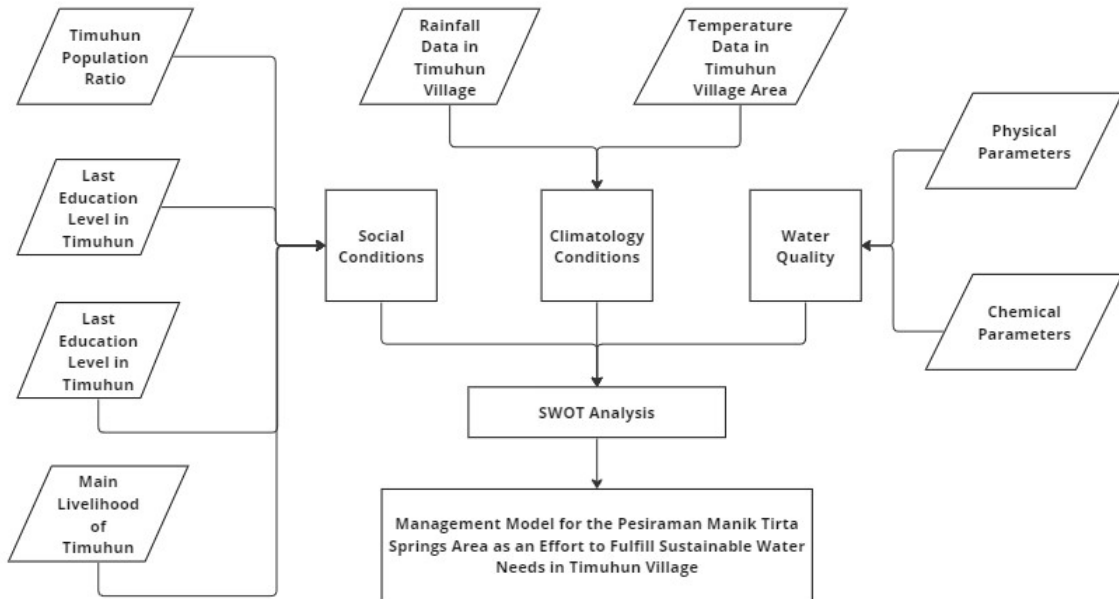 Timuhun
Population
Ratio
Rainfall
Data in
Timuhun
Village
Temperature
Data in
Timuhun
Village Area
Physical
Parameters
Last
Education
Level in
Timuhun
Social
Conditions
Climatology
Conditions
Water
Quality
Last
Education
Level in
Timuhun
Chemical
Parameters
SWOT Analysis
Main
Livelihood
of
Timuhun
Management Model for the Pesiraman Manik Tirta
Springs Area as an Effort to Fulfill Sustainable Water
Needs in Timuhun Village